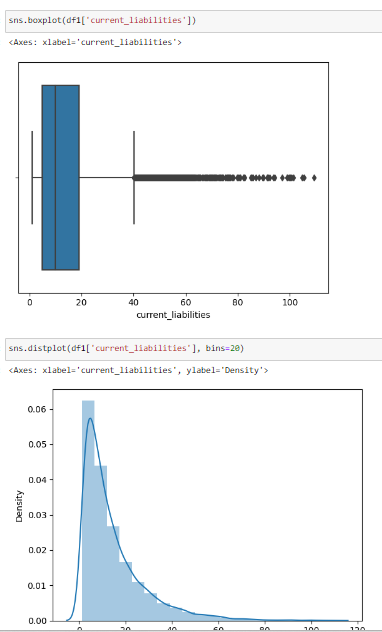 sns.boxplot(df1['current_liabilities'])
<Axes: xlabel='current_liabilities'>
0 20 40 60 80 100
current_liabilities
sns.distplot(df1['current_liabilities'], bins=20)
<Axes: xlabel='current_liabilities', ylabel='Density'>
0.06
0.05
0.04
Density
0.03
0.02
0.01
0.00
0 20 40 60 80 100 120